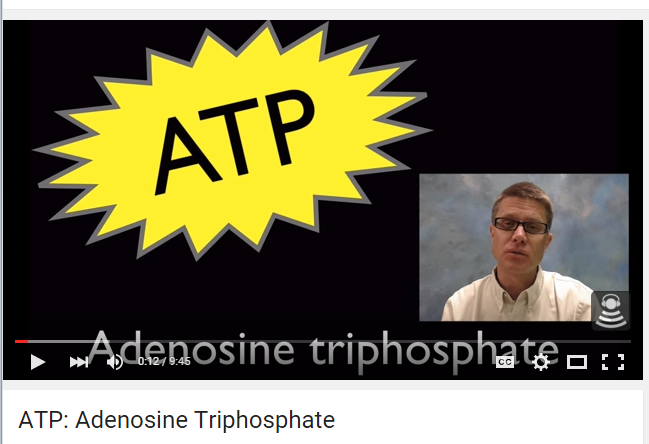 ATP
Adenosine triphosphate
0:12 / 9:45
CC
ATP: Adenosine Triphosphate